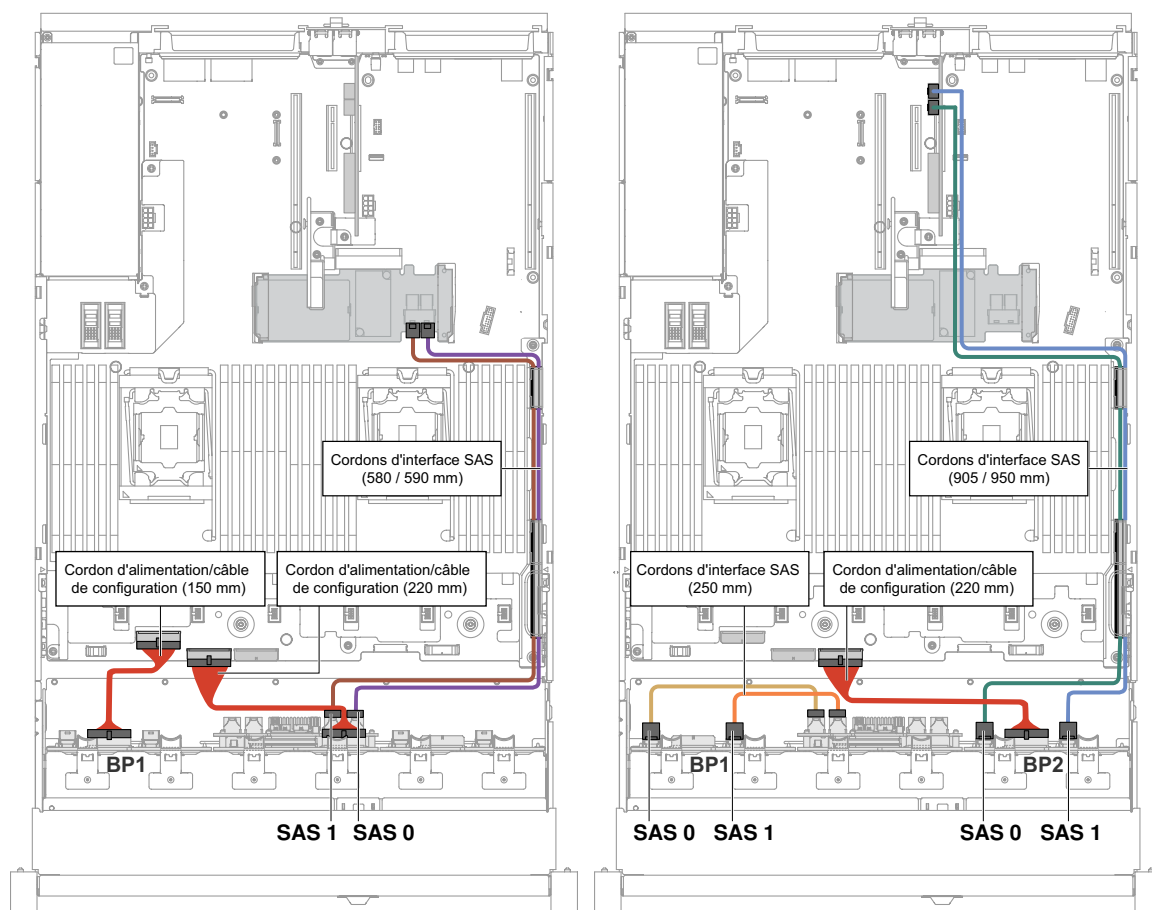 Cordons d'interface SAS
(580 / 590 mm)
Cordon d'alimentation/câble
de configuration (150 mm)
Cordon d'alimentation/câble
de configuration (220 mm)
BP1
SAS 1
SAS 0
Cordons d'interface SAS
(905 / 950 mm)
Cordons d'interface SAS
(250 mm)
Cordon d'alimentation/câble
de configuration (220 mm)
BP1
BP2
SAS 0
SAS 1
SAS 0
SAS 1